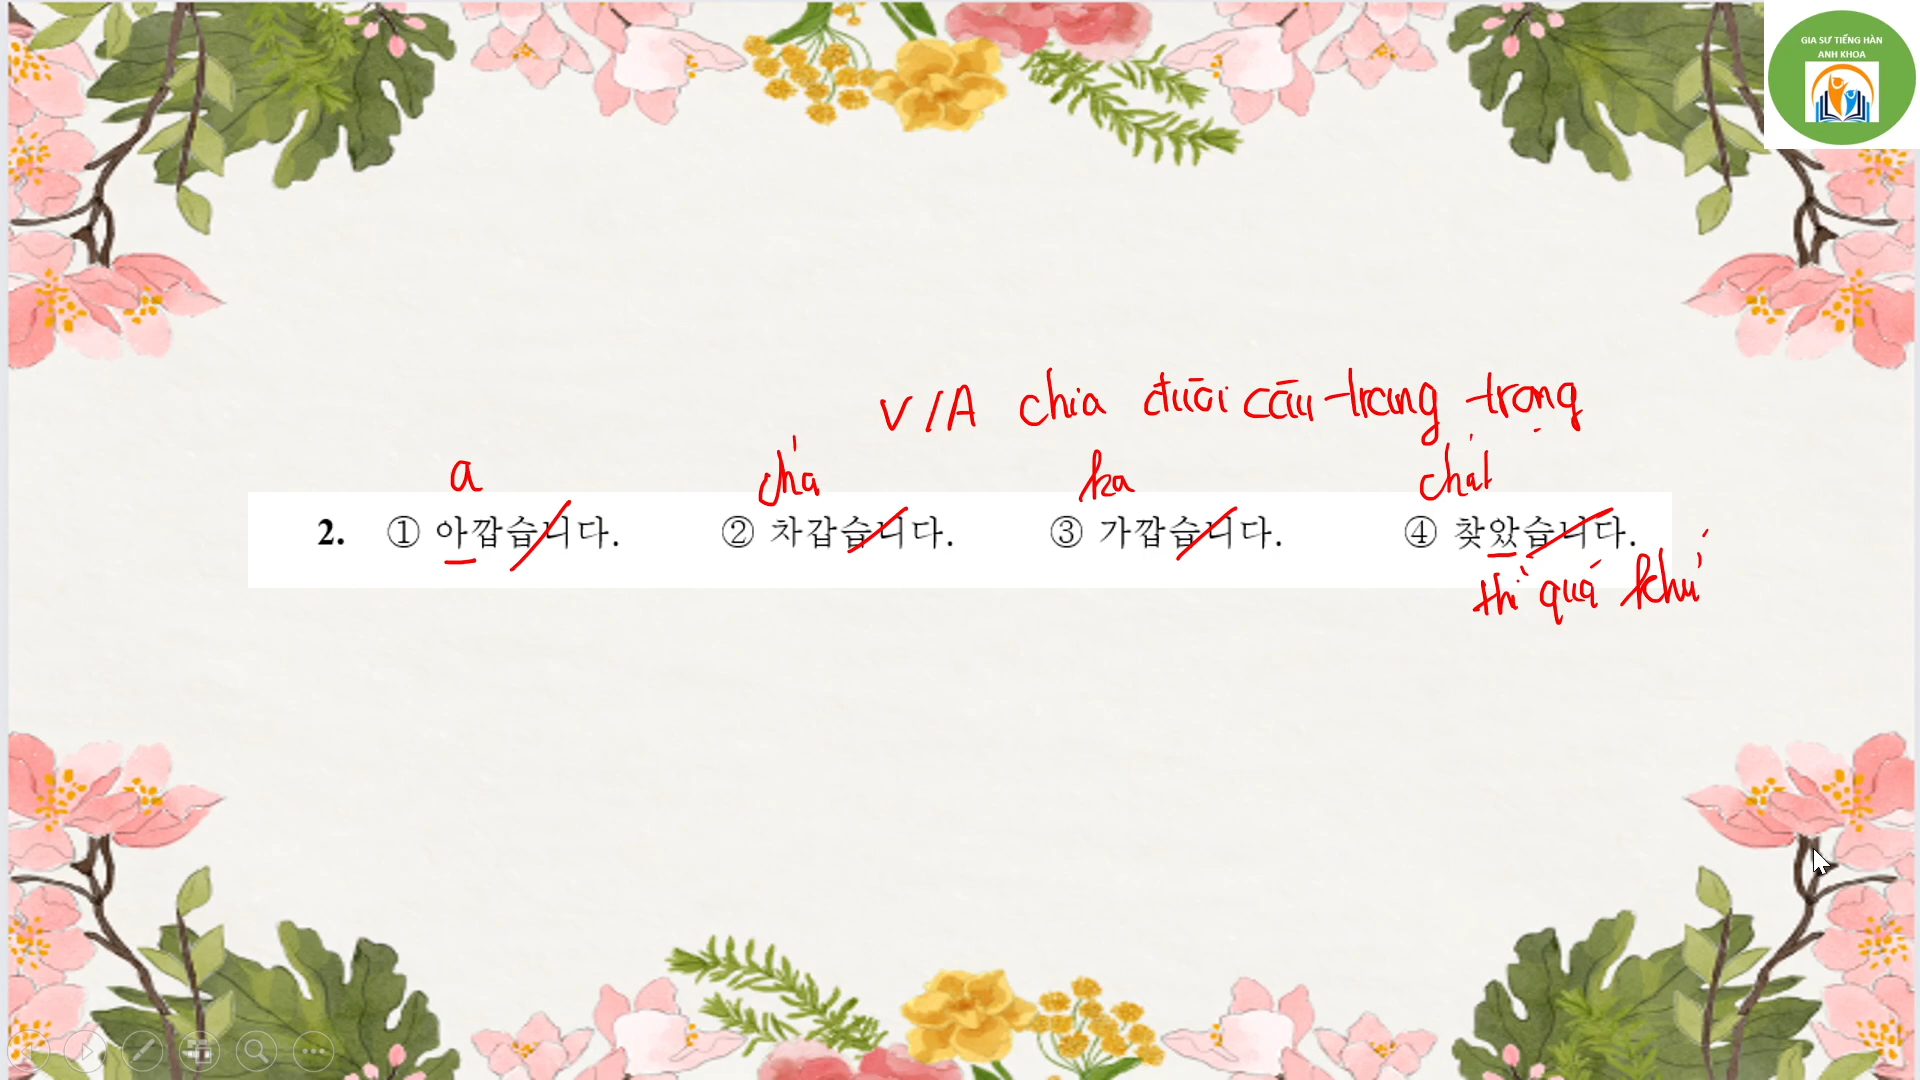 GIA SƯ TIẾNG HÀN
ANH KHOA
V/A chia đuôi câu trang trọng
a chá ka chát
2. ① 아깝습니다. ② 차갑습니다. ③ 가깝습니다. ④ 찾았습니다.
thì quá khứ